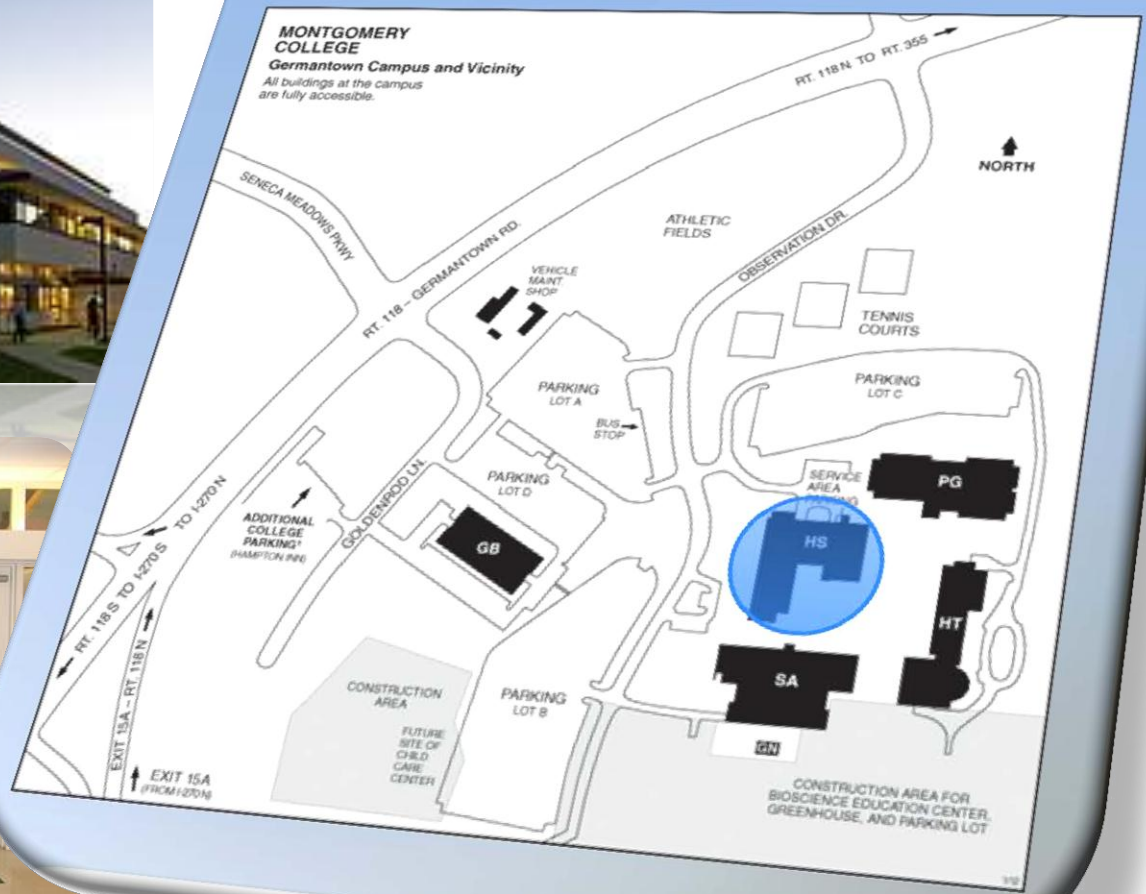 MONTGOMERY
COLLEGE
Germantown Campus and Vicinity
All buildings at the campus
are fully accessible.
RT. 118 N TO RT. 355
NORTH
SENECA MEADOWS PKWY
ATHLETIC
FIELDS
OBSERVATION DR.
RT. 118 – GERMANTOWN RD.
VEHICLE
MAINT.
SHOP
TENNIS
COURTS
PARKING
LOT A
PARKING
LOT C
BUS
STOP
SERVICE
AREA
PG
PARKING
LOT D
GOLDENROD LN.
ADDITIONAL
COLLEGE
PARKING
(HAMPTON INN)
TO I-270 N
GB
HS
RT. 118 S TO I-270 S
HT
EXIT 15A – RT. 118 N
SA
CONSTRUCTION
AREA
PARKING
LOT B
FUTURE
SITE OF
CHILD
CARE
CENTER
GN
EXIT 15A
(FROM I-270 N)
CONSTRUCTION AREA FOR
BIOSCIENCE EDUCATION CENTER,
GREENHOUSE, AND PARKING LOT